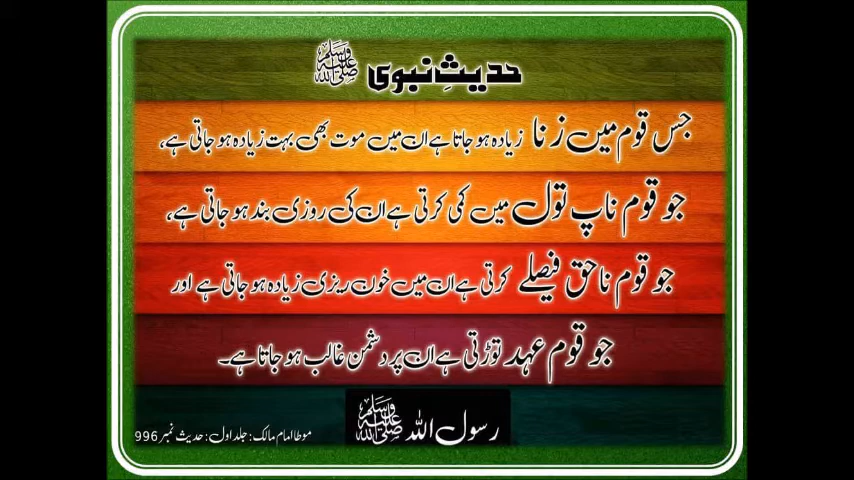 حدیثِ نبوی ﷺ
جس قوم میں زنا زیادہ ہو جاتا ہے ان میں موت بھی بہت زیادہ ہو جاتی ہے،
جو قوم ناپ تول میں کمی کرتی ہے ان کی روزی بند ہو جاتی ہے،
جو قوم ناحق فیصلے کرتی ہے ان میں خون ریزی زیادہ ہو جاتی ہے اور
جو قوم عہد توڑتی ہے ان پر دشمن غالب ہو جاتا ہے۔
رسول اللہ ﷺ
موطا امام مالک: جلد اول: حدیث نمبر 996